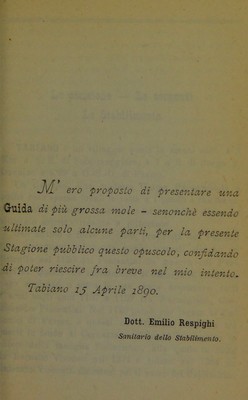 M' ero proposto di presentare una
Guida di più grossa mole - senonchè essendo
ultimate solo alcune parti, per la presente
Stagione pubblico questo opuscolo, confidando
di poter riescire fra breve nel mio intento.
Tabiano 15 Aprile 1890.
Dott. Emilio Respighi
Sanitario dello Stabilimento.